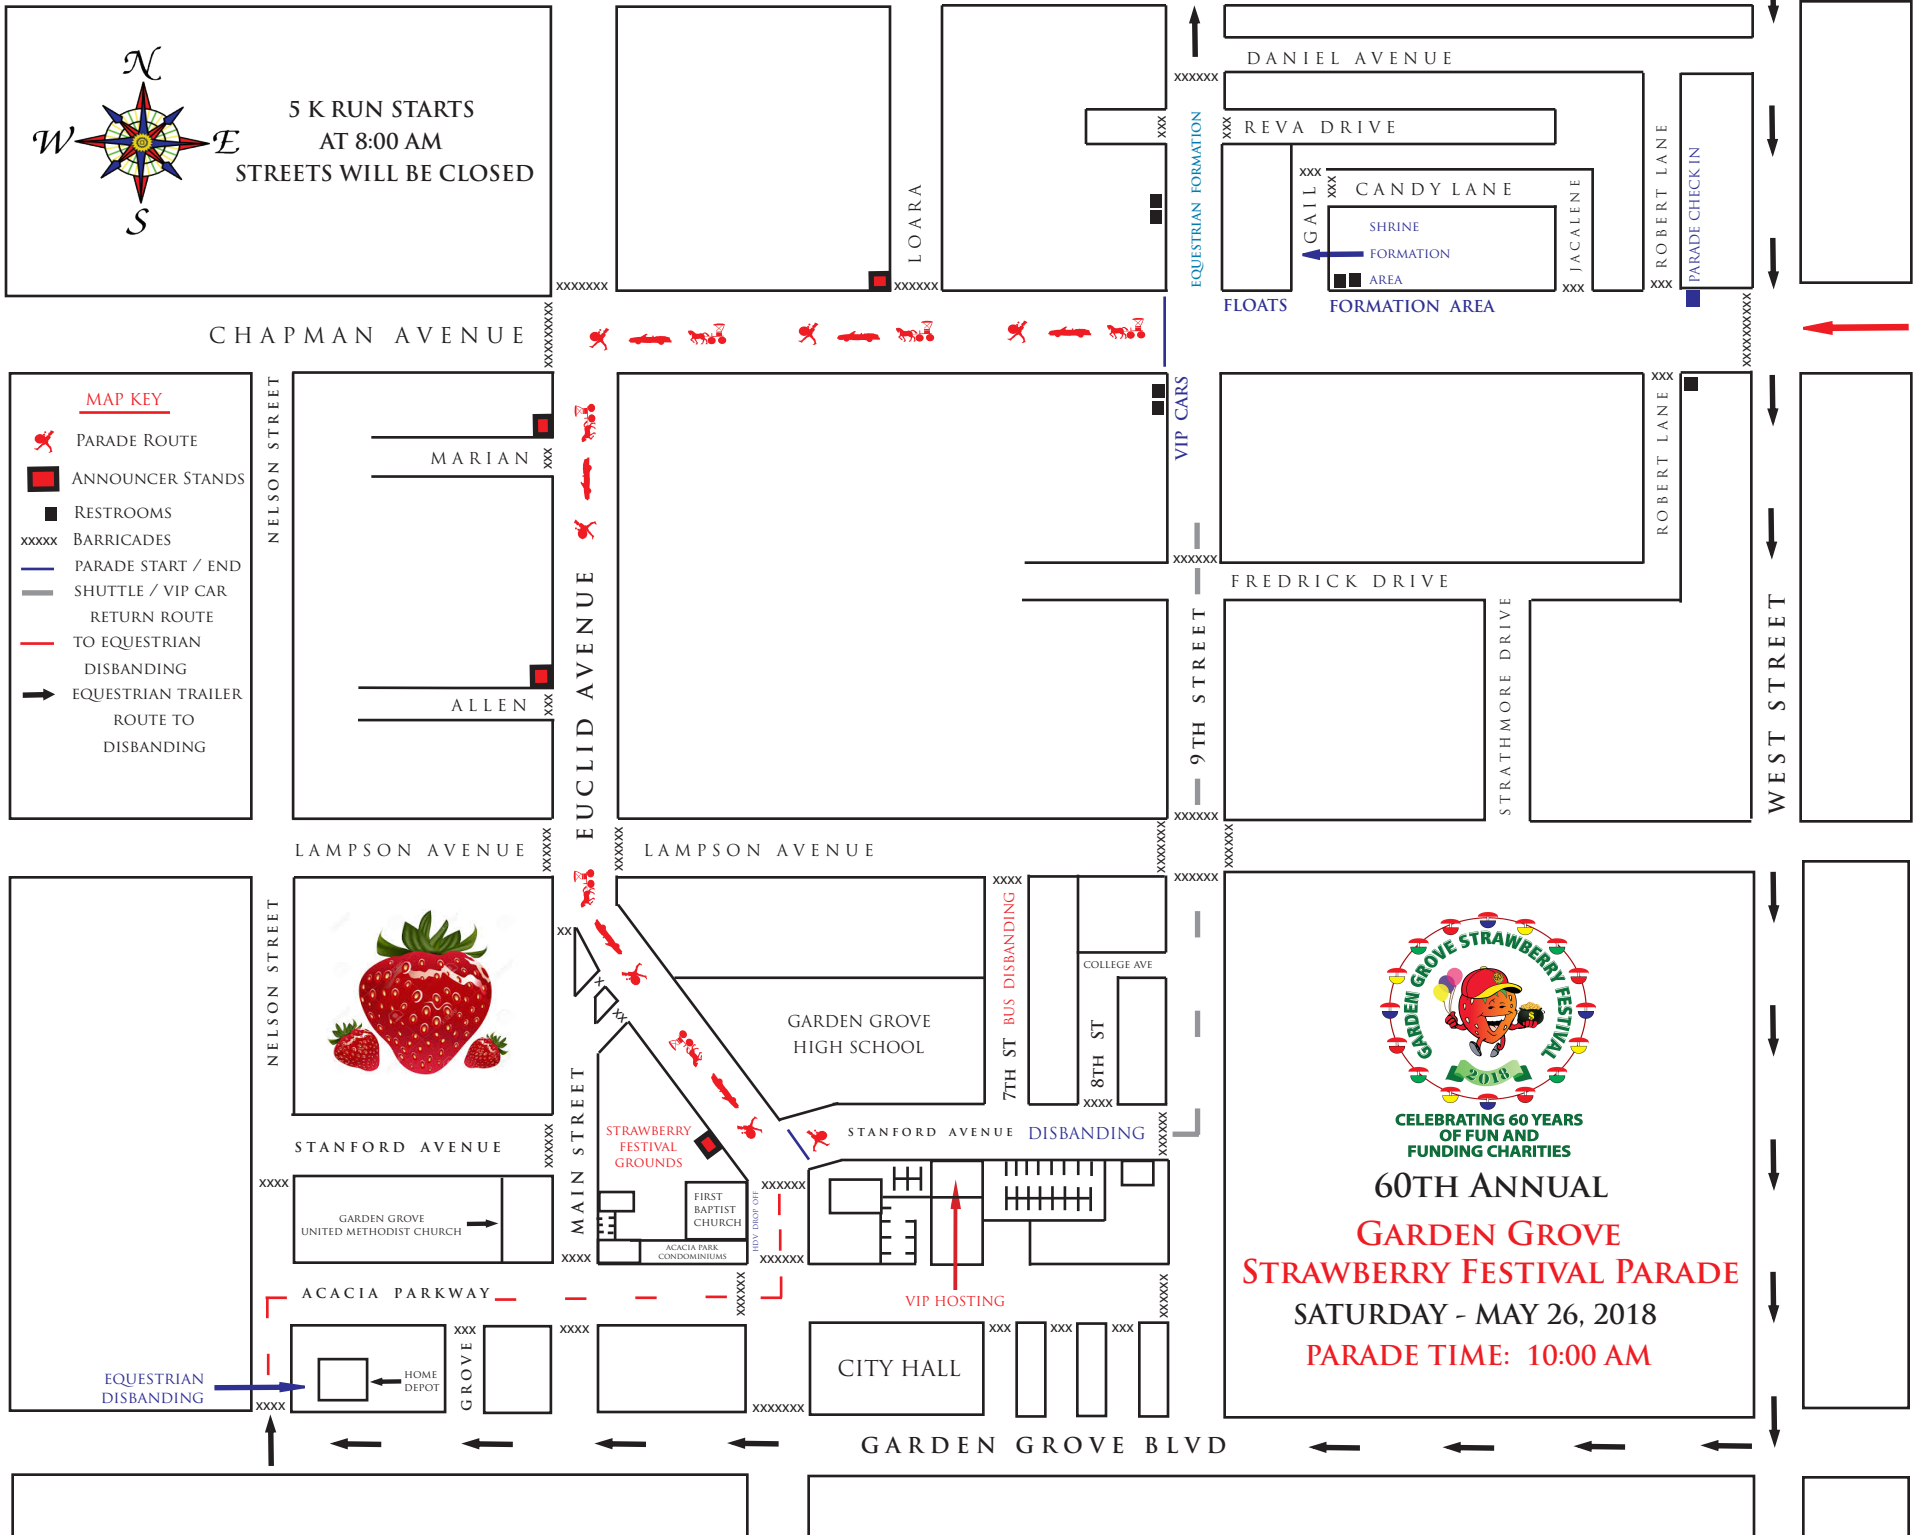 N
W
E
S
5 K RUN STARTS
AT 8:00 AM
STREETS WILL BE CLOSED
LOARA
EQUESTRIAN FORMATION
DANIEL AVENUE
REVA DRIVE
GAIL
CANDY LANE
JACALENE
ROBERT LANE
PARADE CHECK IN
SHRINE
FORMATION
AREA
FLOATS
FORMATION AREA
xxxxxxx
xxxxxx
CHAPMAN AVENUE
MAP KEY
PARADE ROUTE
ANNOUNCER STANDS
RESTROOMS
xxxxx BARRICADES
PARADE START / END
SHUTTLE / VIP CAR
RETURN ROUTE
TO EQUESTRIAN
DISBANDING
EQUESTRIAN TRAILER
ROUTE TO
DISBANDING
NELSON STREET
MARIAN
ALLEN
EUCLID AVENUE
VIP CARS
9TH STREET
FREDRICK DRIVE
ROBERT LANE
STRATHMORE DRIVE
WEST STREET
LAMPSON AVENUE
LAMPSON AVENUE
NELSON STREET
GARDEN GROVE
HIGH SCHOOL
7TH ST BUS DISBANDING
8TH ST
COLLEGE AVE
STANFORD AVENUE
MAIN STREET
STRAWBERRY
FESTIVAL
GROUNDS
STANFORD AVENUE DISBANDING
GARDEN GROVE
UNITED METHODIST CHURCH
FIRST
BAPTIST
CHURCH
HDV DROP OFF
ACACIA PARK
CONDOMINIUMS
ACACIA PARKWAY
VIP HOSTING
EQUESTRIAN
DISBANDING
HOME
DEPOT
GROVE
CITY HALL
GARDEN GROVE BLVD
GARDEN GROVE STRAWBERRY FESTIVAL
$
2018
CELEBRATING 60 YEARS
OF FUN AND
FUNDING CHARITIES
60TH ANNUAL
GARDEN GROVE
STRAWBERRY FESTIVAL PARADE
SATURDAY - MAY 26, 2018
PARADE TIME: 10:00 AM